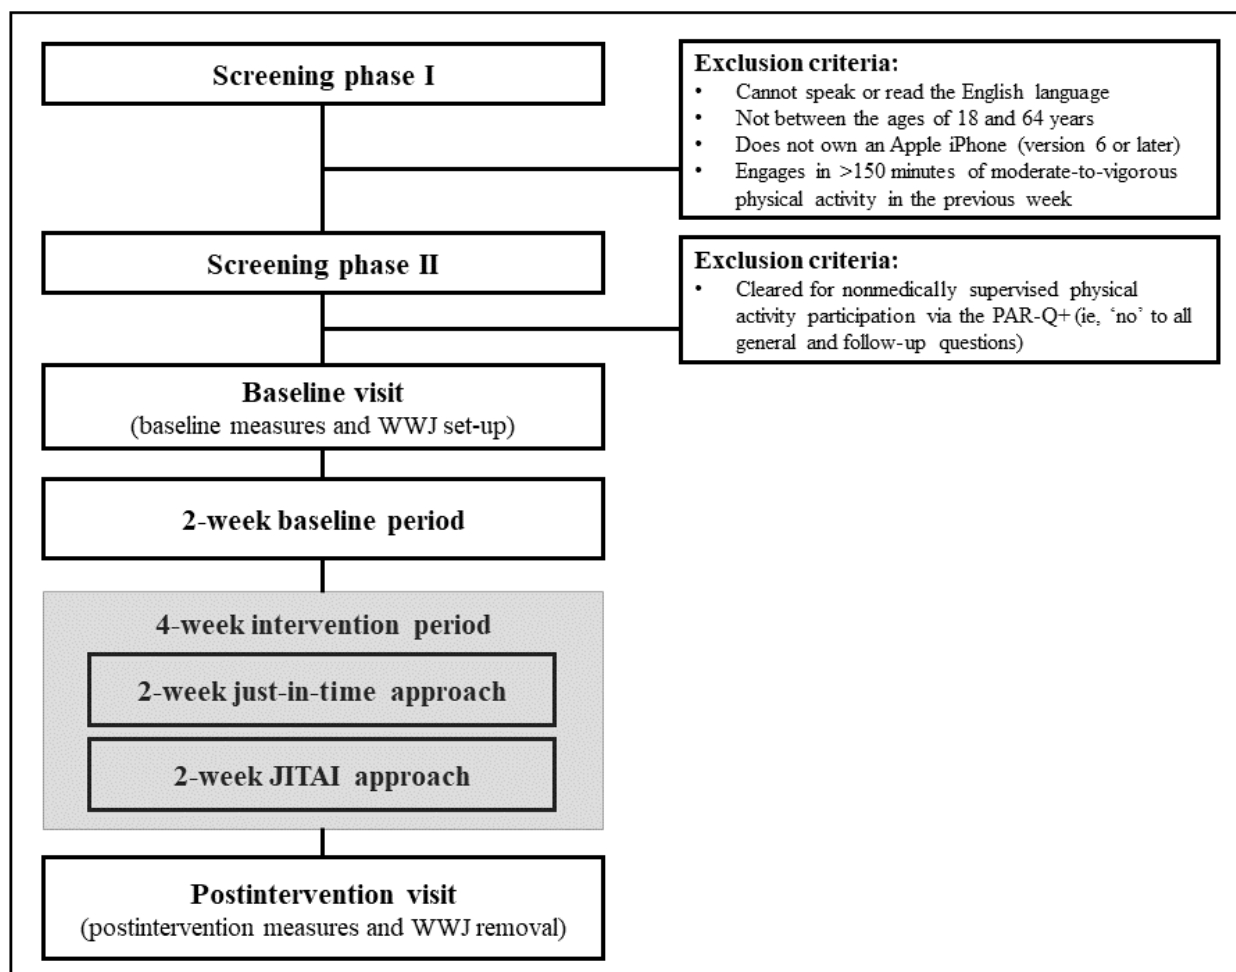 Screening phase I
Exclusion criteria:
• Cannot speak or read the English language
• Not between the ages of 18 and 64 years
• Does not own an Apple iPhone (version 6 or later)
• Engages in >150 minutes of moderate-to-vigorous
physical activity in the previous week
Screening phase II
Exclusion criteria:
• Cleared for nonmedically supervised physical
activity participation via the PAR-Q+ (ie, ‘no’ to all
general and follow-up questions)
Baseline visit
(baseline measures and WWJ set-up)
2-week baseline period
4-week intervention period
2-week just-in-time approach
2-week JITAI approach
Postintervention visit
(postintervention measures and WWJ removal)